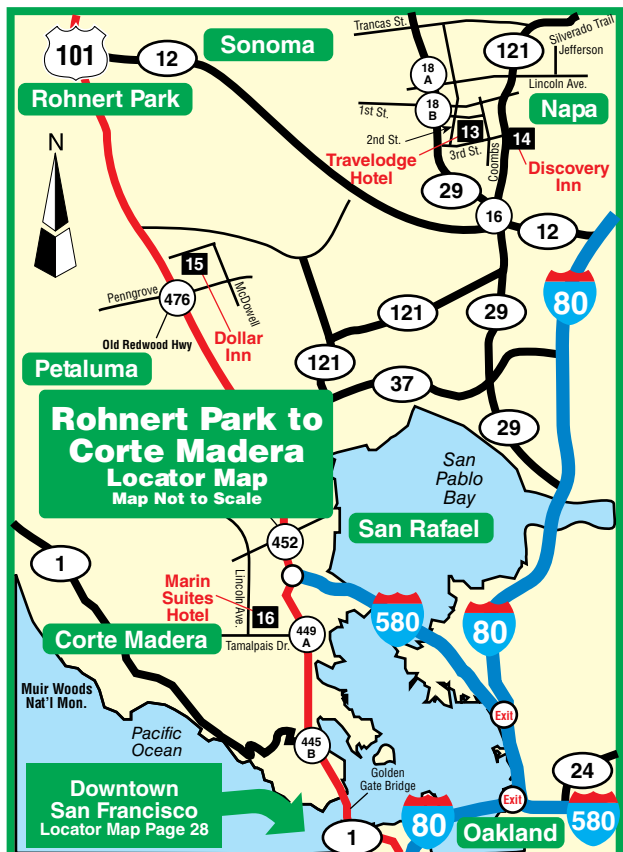 101
12
Sonoma
Rohnert Park
Trancas St.
Silverado Trail
121
Jefferson
18
A
Lincoln Ave.
1st St.
18
B
Napa
2nd St.
13
3rd St.
14
Coombs
Travelodge
Hotel
Discovery
Inn
29
16
12
N
80
15
Penngrove
McDowell
476
Old Redwood Hwy
Dollar
Inn
121
29
121
Petaluma
37
29
Rohnert Park to
Corte Madera
Locator Map
Map Not to Scale
San
Pablo
Bay
San Rafael
452
1
Marin
Suites
Hotel
Lincoln Ave.
16
580
80
Corte Madera
449
A
Tamalpais Dr.
Muir Woods
Nat'l Mon.
Pacific
Ocean
445
B
Exit
Golden
Gate Bridge
24
Downtown
San Francisco
Locator Map Page 28
Exit
1
80
Oakland
580